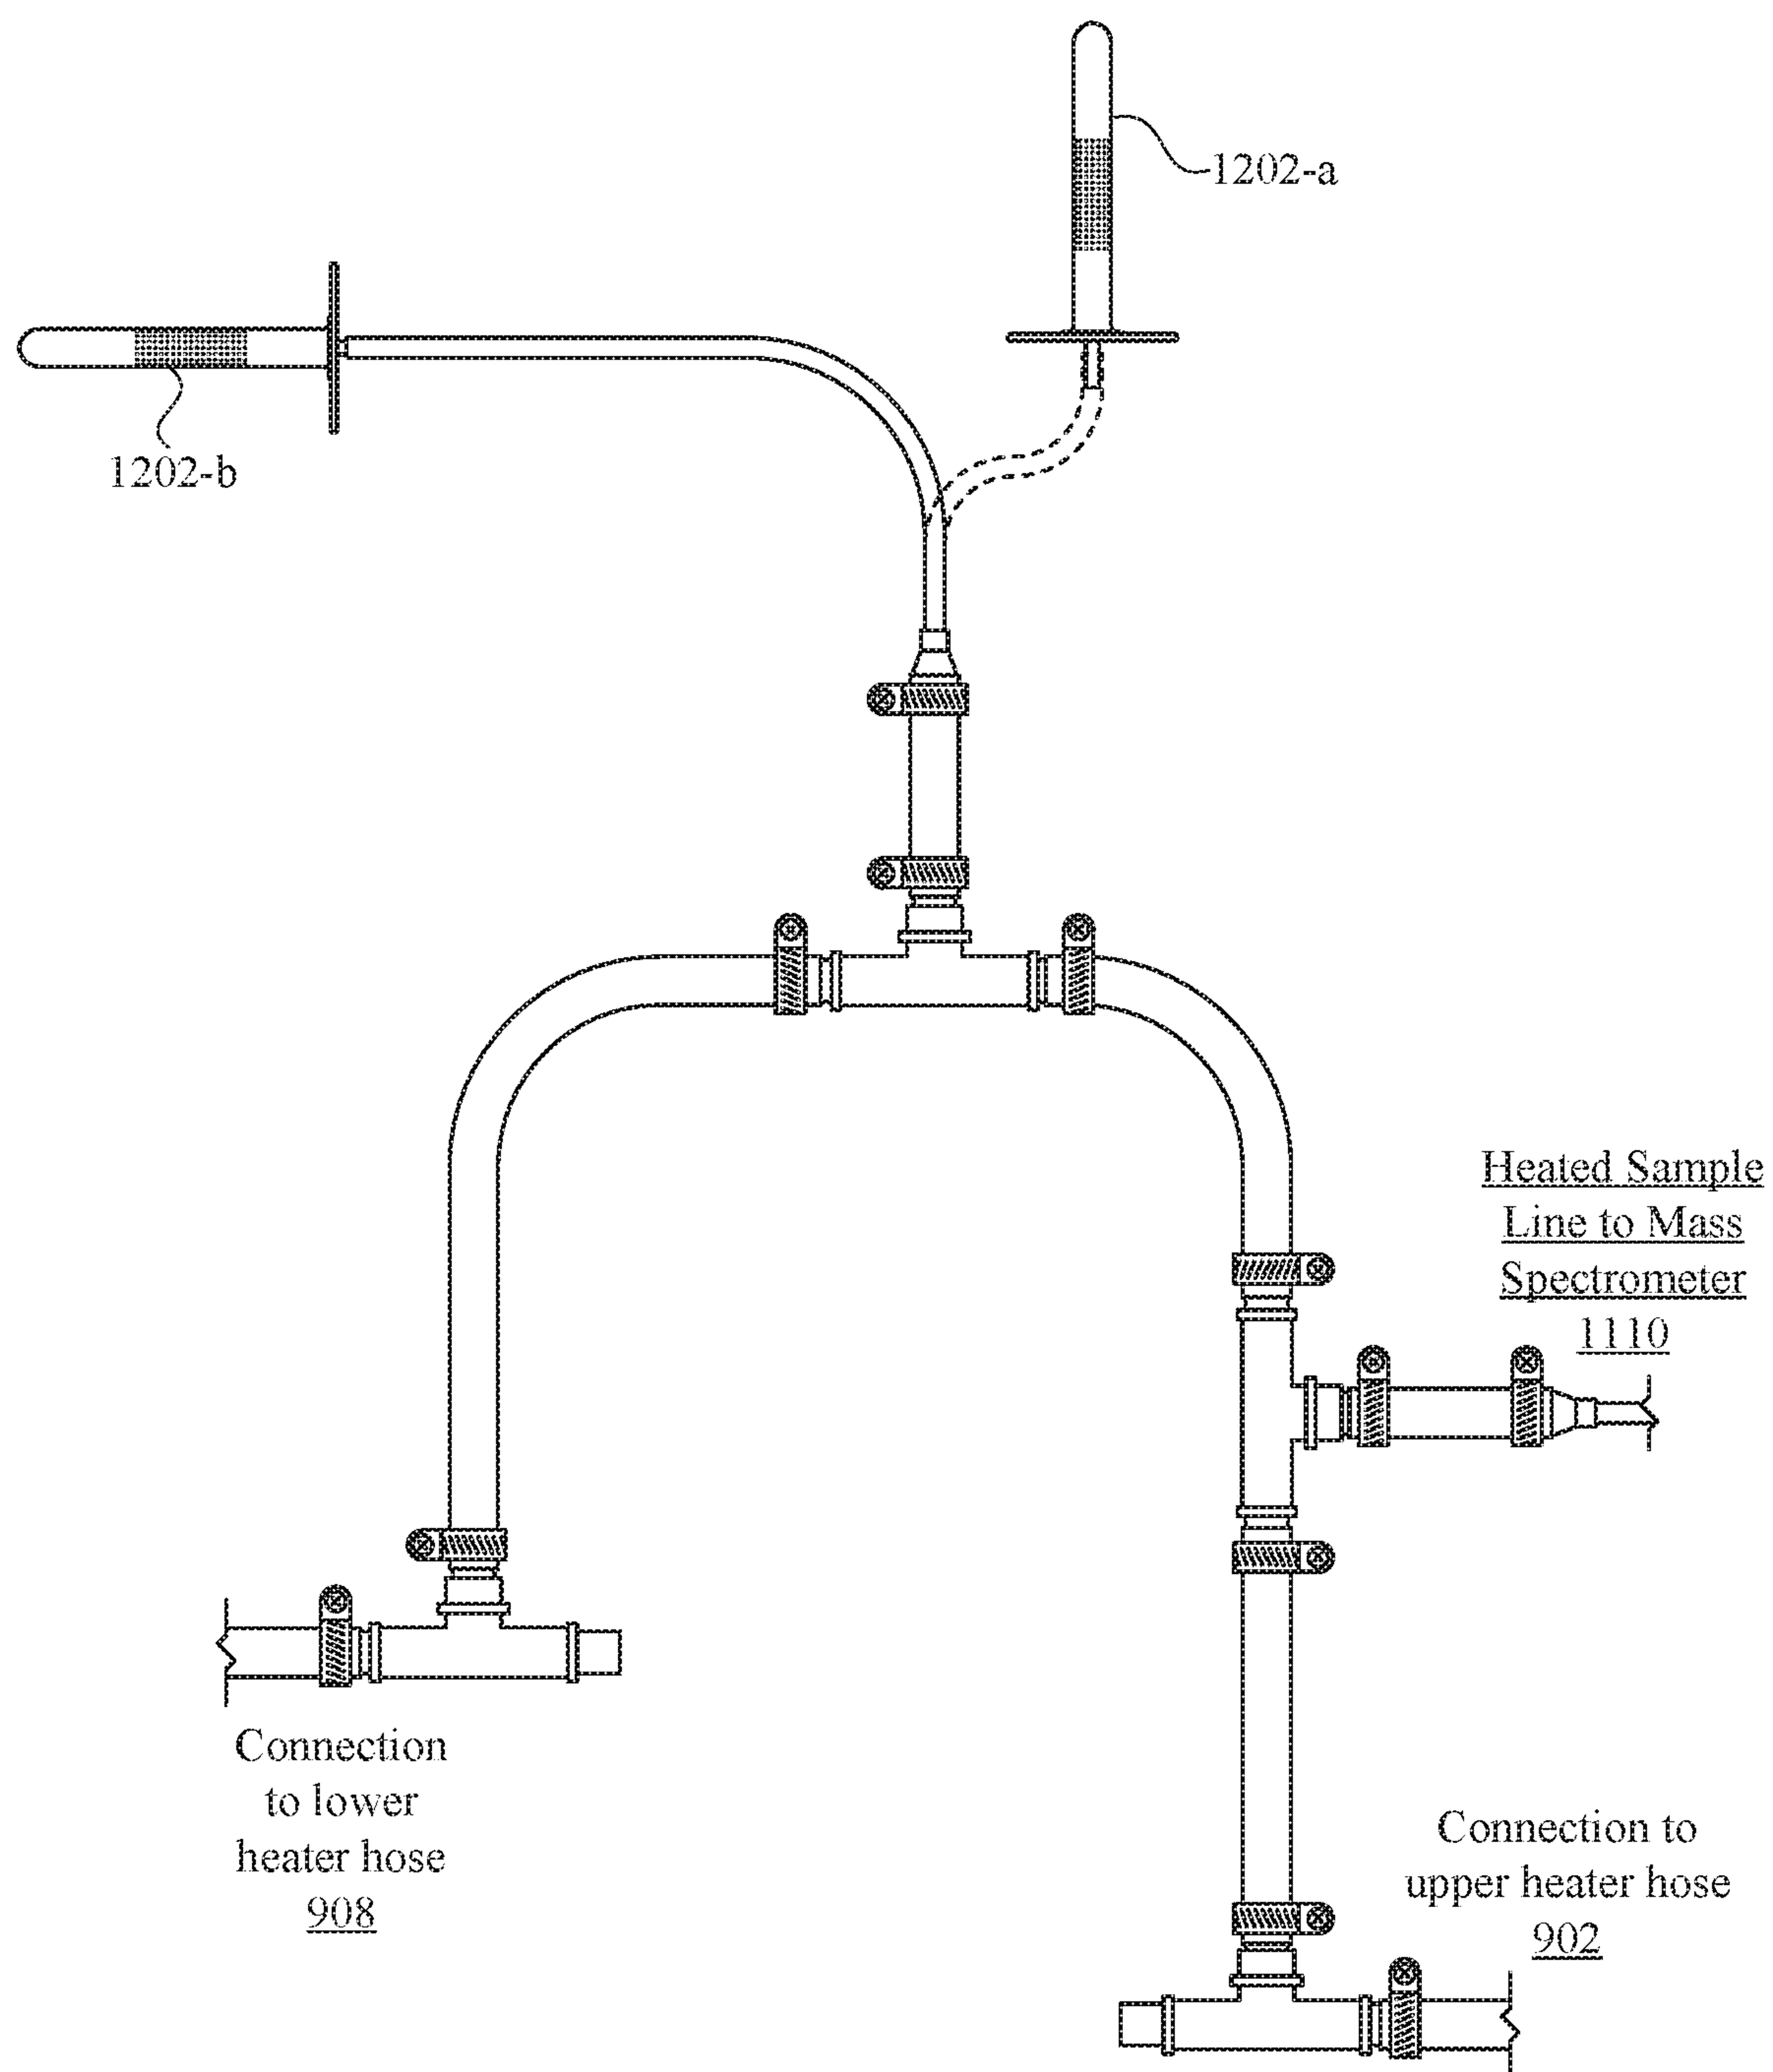 1202-a
1202-b
Heated Sample
Line to Mass
Spectrometer
1110
Connection
to lower
heater hose
908
Connection to
upper heater hose
902